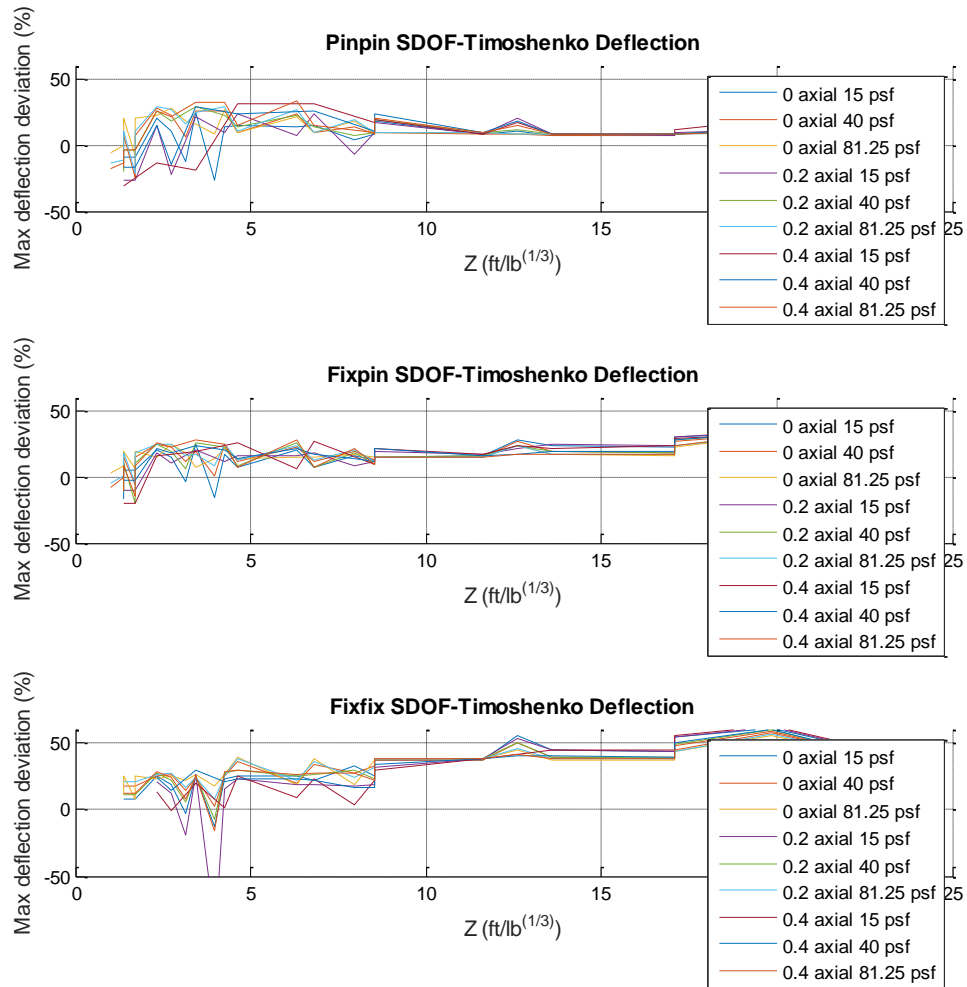 Pinpin SDOF-Timoshenko Deflection
Max deflection deviation (%)
50
0
-50
0
5
10
15
25
Z (ft/lb^(1/3))
0 axial 15 psf
0 axial 40 psf
0 axial 81.25 psf
0.2 axial 15 psf
0.2 axial 40 psf
0.2 axial 81.25 psf
0.4 axial 15 psf
0.4 axial 40 psf
0.4 axial 81.25 psf
Fixpin SDOF-Timoshenko Deflection
Max deflection deviation (%)
50
0
-50
0
5
10
15
25
Z (ft/lb^(1/3))
0 axial 15 psf
0 axial 40 psf
0 axial 81.25 psf
0.2 axial 15 psf
0.2 axial 40 psf
0.2 axial 81.25 psf
0.4 axial 15 psf
0.4 axial 40 psf
0.4 axial 81.25 psf
Fixfix SDOF-Timoshenko Deflection
Max deflection deviation (%)
50
0
-50
0
5
10
15
25
Z (ft/lb^(1/3))
0 axial 15 psf
0 axial 40 psf
0 axial 81.25 psf
0.2 axial 15 psf
0.2 axial 40 psf
0.2 axial 81.25 psf
0.4 axial 15 psf
0.4 axial 40 psf
0.4 axial 81.25 psf